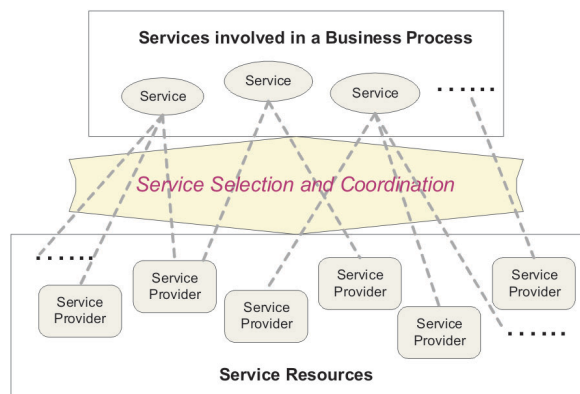 Services involved in a Business Process
Service
Service
Service
......
Service Selection and Coordination
......
Service
Provider
Service
Provider
Service
Provider
Service
Provider
Service
Provider
Service
Provider
......
Service Resources